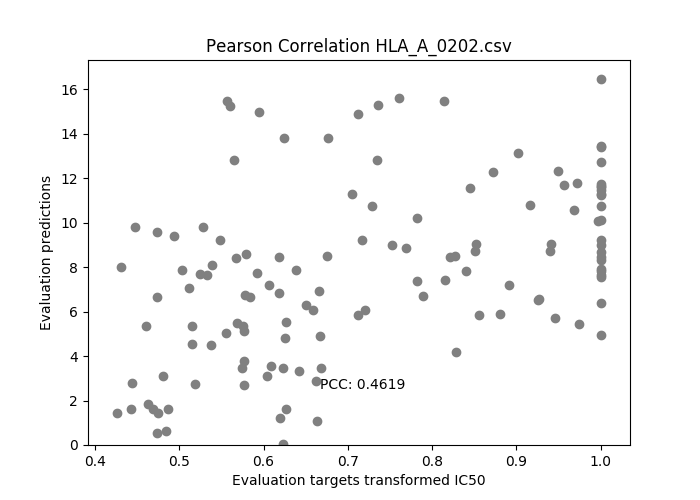 Pearson Correlation HLA_A_0202.csv
16
14
12
10
8
6
4
2
0
Evaluation predictions
PCC: 0.4619
0.4 0.5 0.6 0.7 0.8 0.9 1.0
Evaluation targets transformed IC50